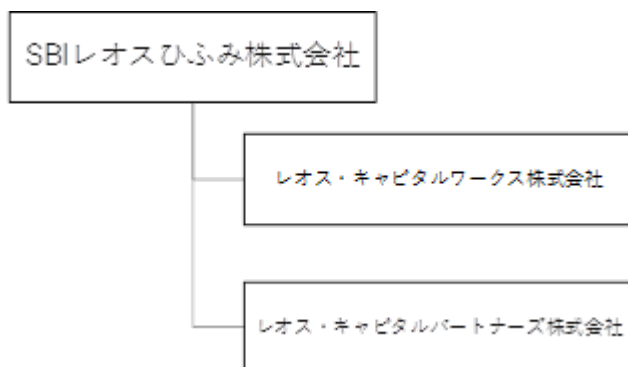 SBIレオスひふみ株式会社
レオス・キャピタルワークス株式会社
レオス・キャピタルパートナーズ株式会社